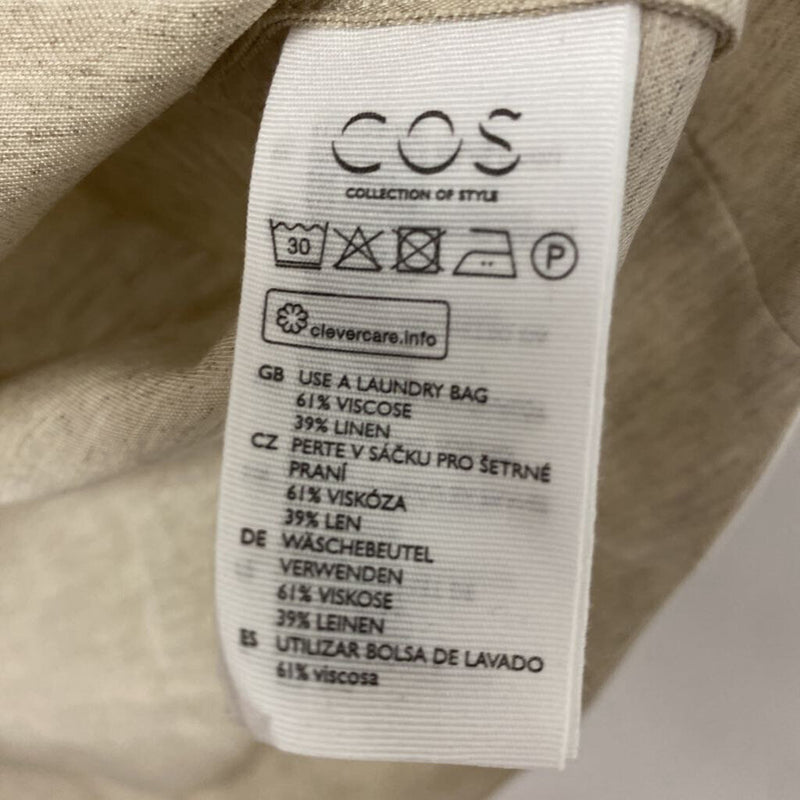 COS
COLLECTION OF STYLE
30 P
clevercare.info
GB USE A LAUNDRY BAG
61% VISCOSE
39% LINEN
CZ PERTE V SÁČKU PRO ŠETRNÉ
PRANÍ
61% VISKÓZA
39% LEN
DE WÄSCHEBEUTEL
VERWENDEN
61% VISKOSE
39% LEINEN
ES UTILIZAR BOLSA DE LAVADO
61% viscosa